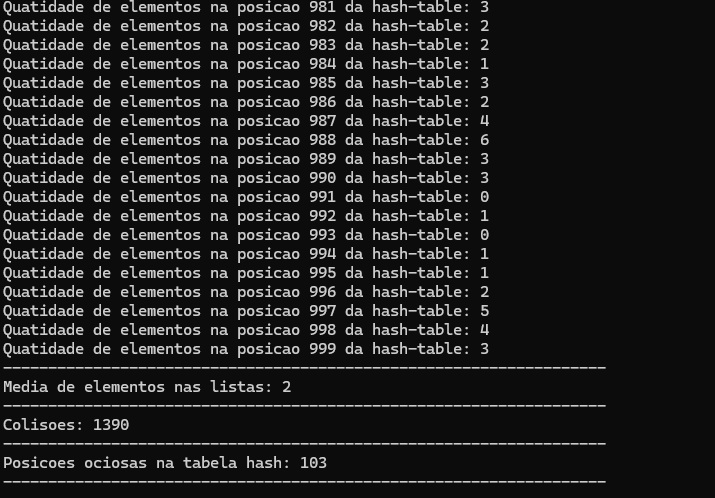 Quatidade de elementos na posicao 981 da hash-table: 3
Quatidade de elementos na posicao 982 da hash-table: 2
Quatidade de elementos na posicao 983 da hash-table: 2
Quatidade de elementos na posicao 984 da hash-table: 1
Quatidade de elementos na posicao 985 da hash-table: 3
Quatidade de elementos na posicao 986 da hash-table: 2
Quatidade de elementos na posicao 987 da hash-table: 4
Quatidade de elementos na posicao 988 da hash-table: 6
Quatidade de elementos na posicao 989 da hash-table: 3
Quatidade de elementos na posicao 990 da hash-table: 3
Quatidade de elementos na posicao 991 da hash-table: 0
Quatidade de elementos na posicao 992 da hash-table: 1
Quatidade de elementos na posicao 993 da hash-table: 0
Quatidade de elementos na posicao 994 da hash-table: 1
Quatidade de elementos na posicao 995 da hash-table: 1
Quatidade de elementos na posicao 996 da hash-table: 2
Quatidade de elementos na posicao 997 da hash-table: 5
Quatidade de elementos na posicao 998 da hash-table: 4
Quatidade de elementos na posicao 999 da hash-table: 3
-------------------------------------------------------------------
Media de elementos nas listas: 2
-------------------------------------------------------------------
Colisoes: 1390
-------------------------------------------------------------------
Posicoes ociosas na tabela hash: 103
-------------------------------------------------------------------